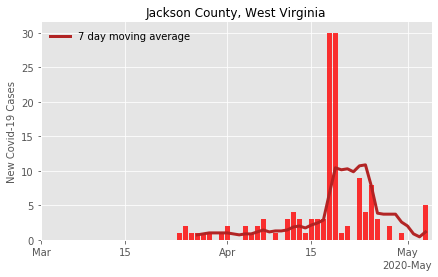 Jackson County, West Virginia
7 day moving average
New Covid-19 Cases
30
25
20
15
10
5
0
Mar
15
Apr
15
May
2020-May